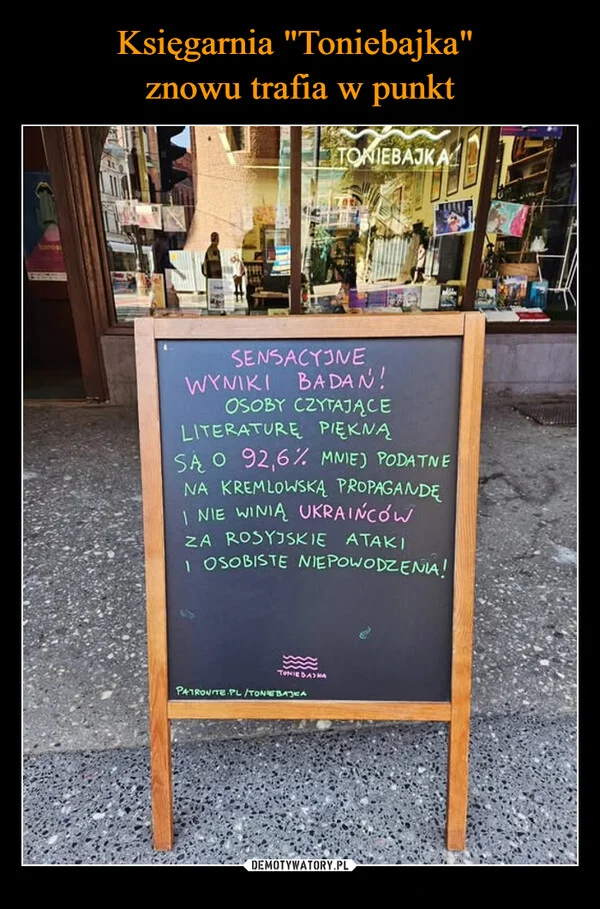 Księgarnia "Toniebajka"
znowu trafia w punkt
TONIEBAJKA
SENSACYJNE
WYNIKI BADAŃ!
OSOBY CZYTAJĄCE
LITERATURĘ PIĘKNĄ
SĄ O 92,6% MNIEJ PODATNE
NA KREMLOWSKĄ PROPAGANDĘ
I NIE WINIĄ UKRAIŃCÓW
ZA ROSYJSKIE ATAKI
I OSOBISTE NIEPOWODZENIA!
TONIEBAJKA
PATRONITE.PL/TONIEBAJKA
DEMOTYWATORY.PL